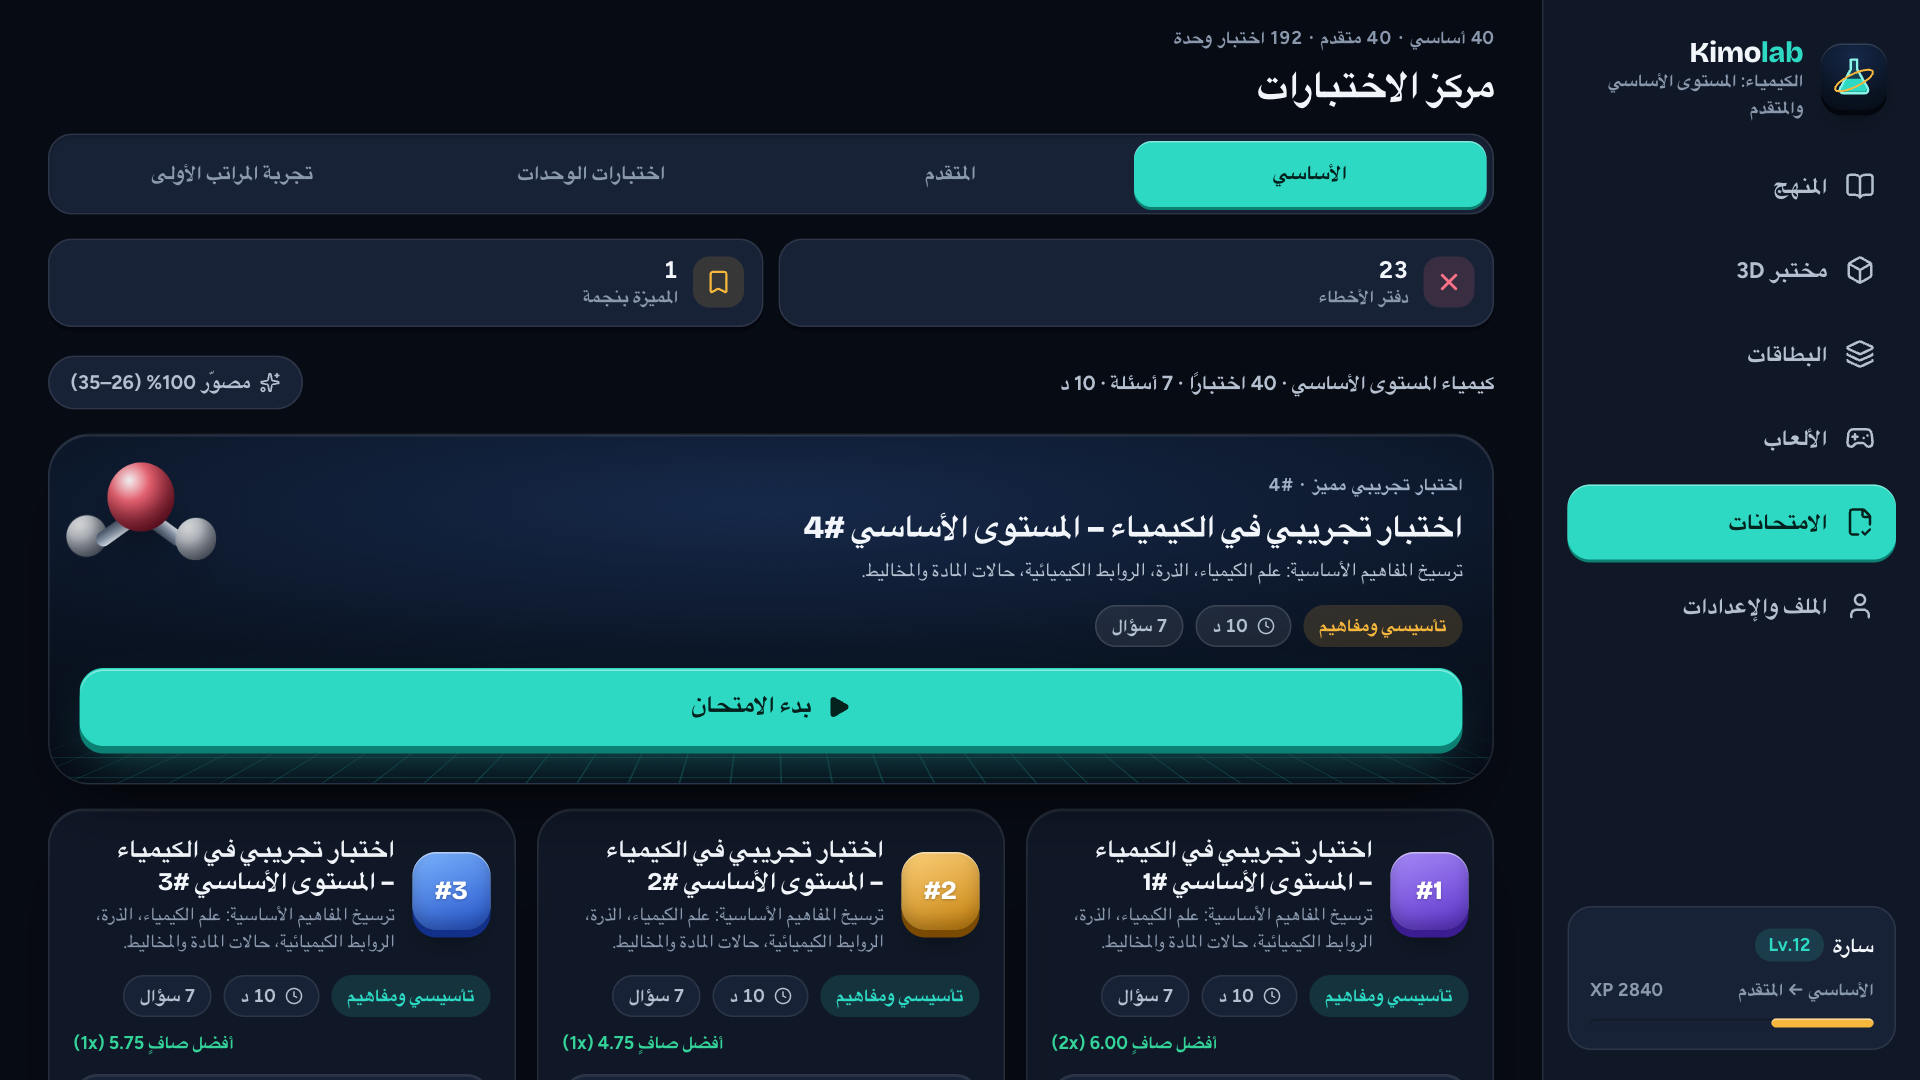 Kimolab
الكيمياء: المستوى الأساسي
والمتقدم
المنهج
مختبر 3D
البطاقات
الألعاب
الامتحانات
الملف والإعدادات
سارة Lv.12
الأساسي ← المتقدم
2840 XP
40 أساسي · 40 متقدم · 192 اختبار وحدة
مركز الاختبارات
الأساسي
المتقدم
اختبارات الوحدات
تجربة المراتب الأولى
23
دفتر الأخطاء
1
المميزة بنجمة
كيمياء المستوى الأساسي · 40 اختبارًا · 7 أسئلة · 10 د
مصوّر 100% (26–35)
اختبار تجريبي مميز · #4
اختبار تجريبي في الكيمياء – المستوى الأساسي #4
ترسيخ المفاهيم الأساسية: علم الكيمياء، الذرة، الروابط الكيميائية، حالات المادة والمخاليط.
تأسيسي ومفاهيم
10 د
7 سؤال
بدء الامتحان
#1
اختبار تجريبي في الكيمياء
– المستوى الأساسي #1
ترسيخ المفاهيم الأساسية: علم الكيمياء، الذرة،
الروابط الكيميائية، حالات المادة والمخاليط.
تأسيسي ومفاهيم
10 د
7 سؤال
أفضل صافٍ 6.00 (2x)
#2
اختبار تجريبي في الكيمياء
– المستوى الأساسي #2
ترسيخ المفاهيم الأساسية: علم الكيمياء، الذرة،
الروابط الكيميائية، حالات المادة والمخاليط.
تأسيسي ومفاهيم
10 د
7 سؤال
أفضل صافٍ 4.75 (1x)
#3
اختبار تجريبي في الكيمياء
– المستوى الأساسي #3
ترسيخ المفاهيم الأساسية: علم الكيمياء، الذرة،
الروابط الكيميائية، حالات المادة والمخاليط.
تأسيسي ومفاهيم
10 د
7 سؤال
أفضل صافٍ 5.75 (1x)